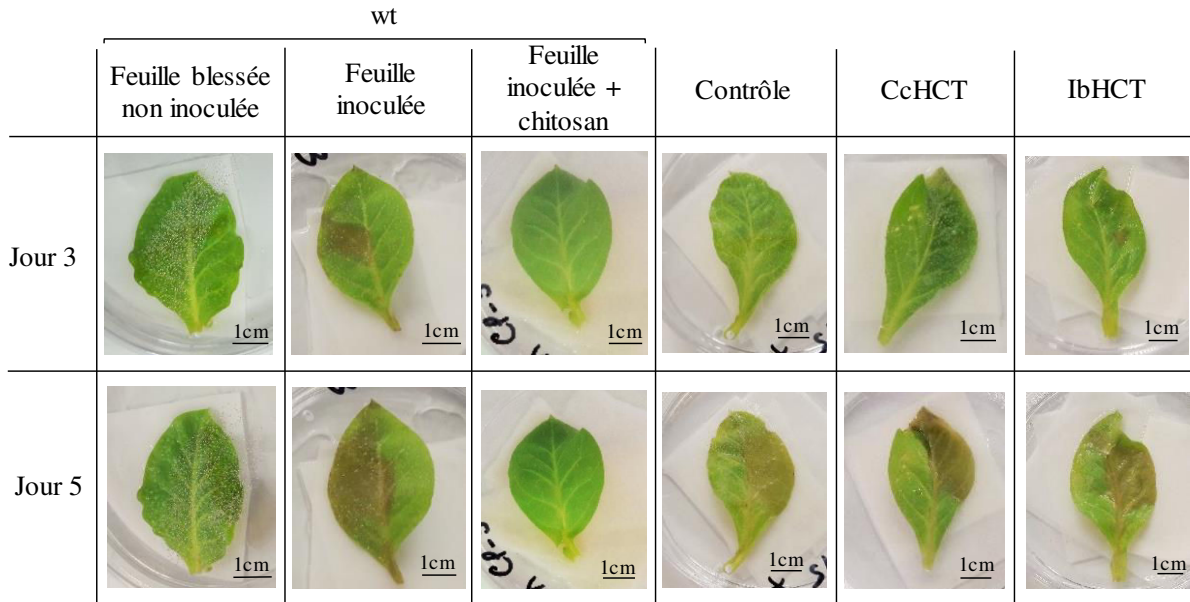 wt
Feuille blessée
non inoculée
Feuille
inoculée
Feuille
inoculée +
chitosan
Contrôle
CcHCT
IbHCT
Jour 3
1cm
1cm
1cm
1cm
1cm
1cm
Jour 5
1cm
1cm
1cm
1cm
1cm
1cm